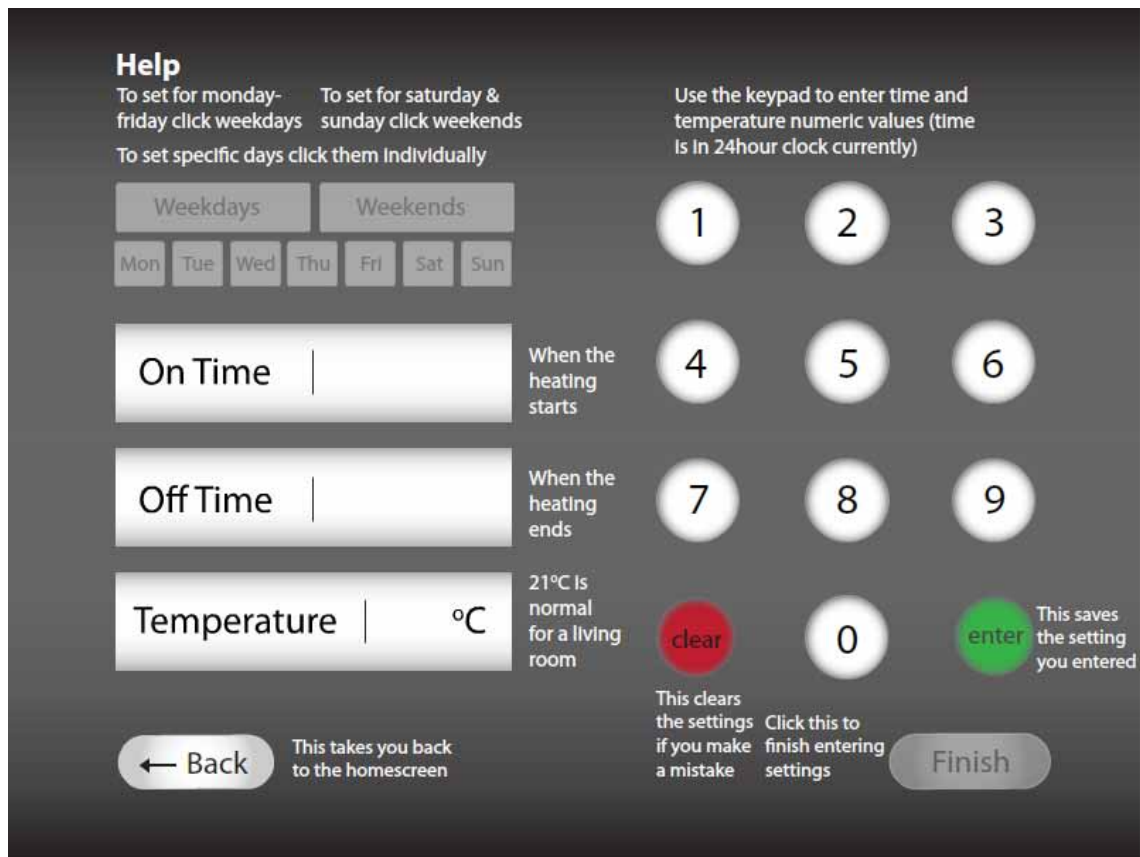 Help
To set for monday-
friday click weekdays
To set for saturday &
sunday click weekends
To set specific days click them individually
Weekdays
Weekends
Mon Tue Wed Thu Fri Sat Sun
On Time
When the
heating
starts
Off Time
When the
heating
ends
Temperature ºC
21ºC is
normal
for a living
room
← Back
This takes you back
to the homescreen
Use the keypad to enter time and
temperature numeric values (time
is in 24hour clock currently)
1 2 3
4 5 6
7 8 9
clear 0 enter
This saves
the setting
you entered
This clears
the settings
if you make
a mistake
Click this to
finish entering
settings
Finish